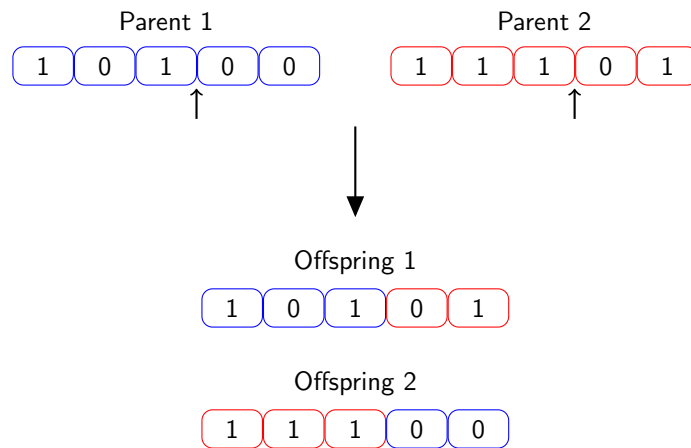 Parent 1
1 0 1 0 0
Parent 2
1 1 1 0 1
Offspring 1
1 0 1 0 1
Offspring 2
1 1 1 0 0